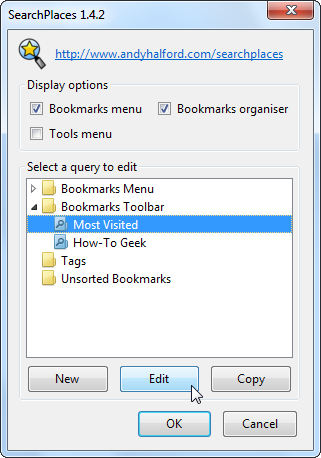 SearchPlaces 1.4.2
http://www.andyhalford.com/searchplaces
Display options
Bookmarks menu
Bookmarks organiser
Tools menu
Select a query to edit
Bookmarks Menu
Bookmarks Toolbar
Most Visited
How-To Geek
Tags
Unsorted Bookmarks
New
Edit
Copy
OK
Cancel